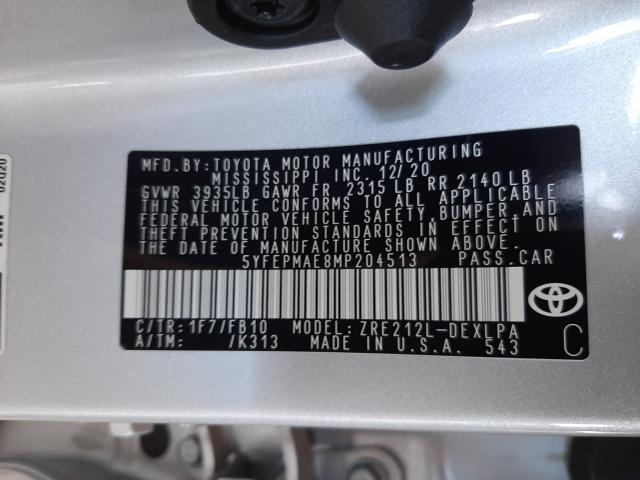 MFD.BY:TOYOTA MOTOR MANUFACTURING
MISSISSIPPI INC. 12/20
GVWR 3935LB GAWR FR 2315 LB RR 2140 LB
THIS VEHICLE CONFORMS TO ALL APPLICABLE
FEDERAL MOTOR VEHICLE SAFETY,BUMPER,AND
THEFT PREVENTION STANDARDS IN EFFECT ON
THE DATE OF MANUFACTURE SHOWN ABOVE.
5YFEPMAE8MP204513 PASS.CAR
C/TR:1F7/FB10 MODEL: ZRE212L-DEXLPA
A/TM: /K313 MADE IN U.S.A. 543 C